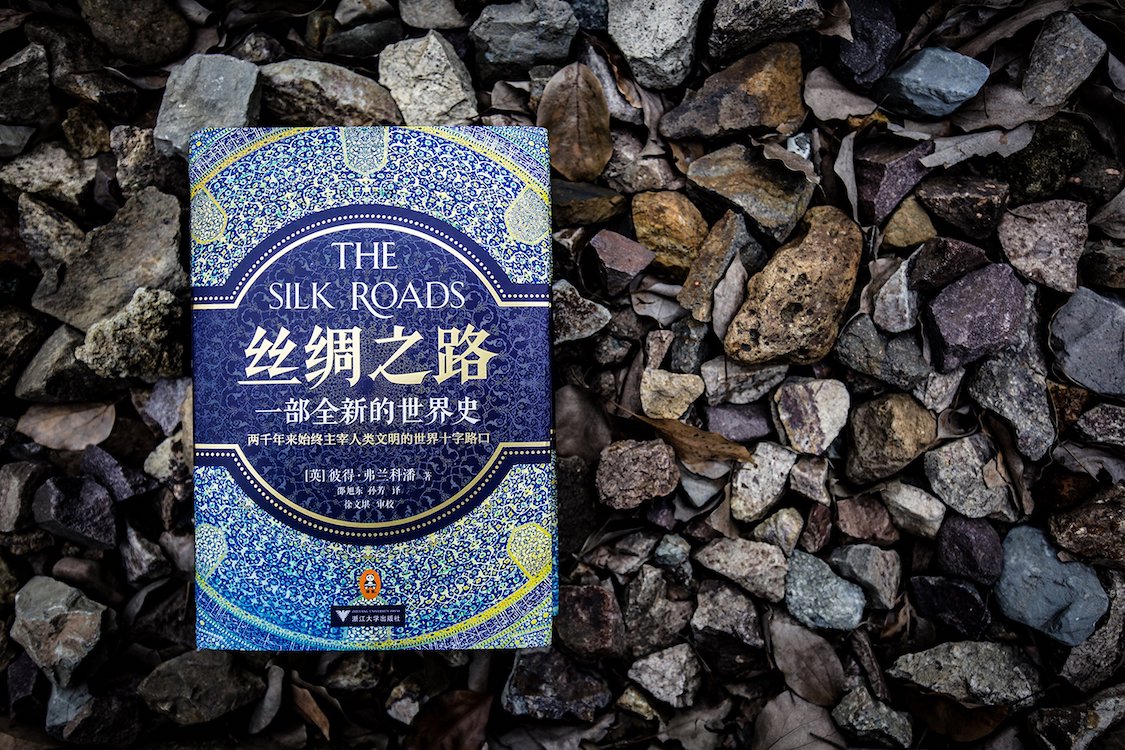 THE
SILK ROADS
丝绸之路
一部全新的世界史
两千年来始终主宰人类文明的世界十字路口
[英] 彼得·弗兰科潘 著
邵旭东 孙芳 译
徐文堪 审校
ZHEJIANG UNIVERSITY PRESS
浙江大学出版社